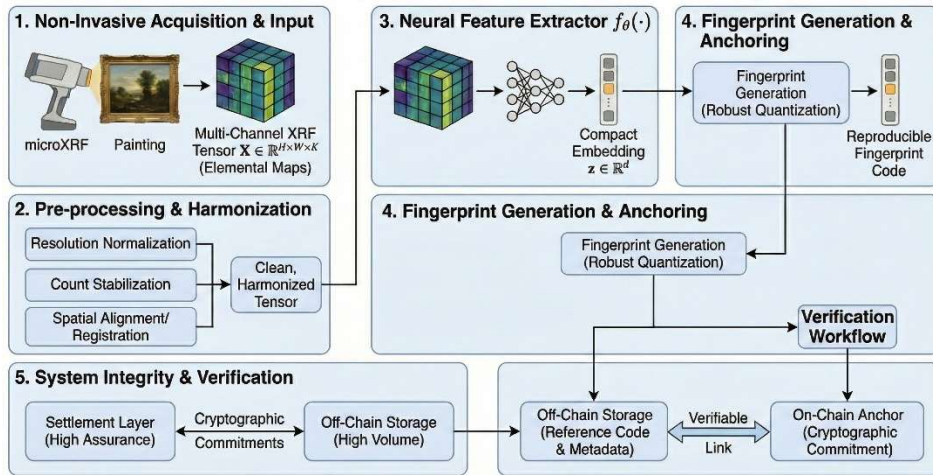 1. Non-Invasive Acquisition & Input
microXRF
Painting
Multi-Channel XRF
Tensor X ∈ ℝ^{H×W×K}
(Elemental Maps)
2. Pre-processing & Harmonization
Resolution Normalization
Count Stabilization
Spatial Alignment/
Registration
Clean,
Harmonized
Tensor
3. Neural Feature Extractor f_θ(·)
Compact
Embedding
z ∈ ℝ^d
4. Fingerprint Generation &
Anchoring
Fingerprint
Generation
(Robust Quantization)
Reproducible
Fingerprint
Code
4. Fingerprint Generation & Anchoring
Fingerprint Generation
(Robust Quantization)
Verification
Workflow
5. System Integrity & Verification
Settlement Layer
(High Assurance)
Cryptographic
Commitments
Off-Chain Storage
(High Volume)
Off-Chain Storage
(Reference Code
& Metadata)
Verifiable
Link
On-Chain Anchor
(Cryptographic
Commitment)